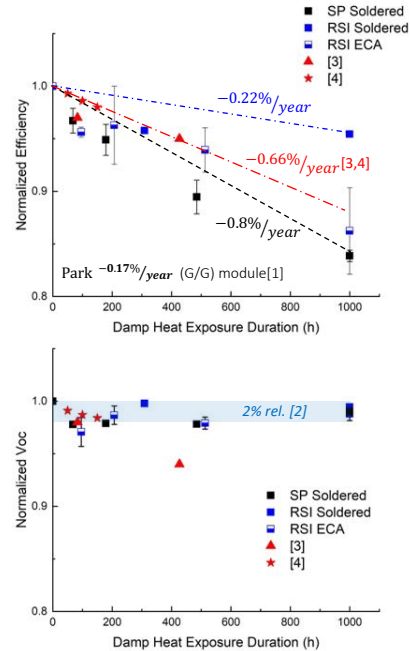 SP Soldered
RSI Soldered
RSI ECA
[3]
[4]
Normalized Efficiency
1.0
0.9
0.8
−0.22%/year
−0.66%/year[3,4]
−0.8%/year
Park −0.17%/year (G/G) module[1]
0 200 400 600 800 1000
Damp Heat Exposure Duration (h)
Normalized Voc
1.0
0.9
0.8
2% rel. [2]
SP Soldered
RSI Soldered
RSI ECA
[3]
[4]
0 200 400 600 800 1000
Damp Heat Exposure Duration (h)